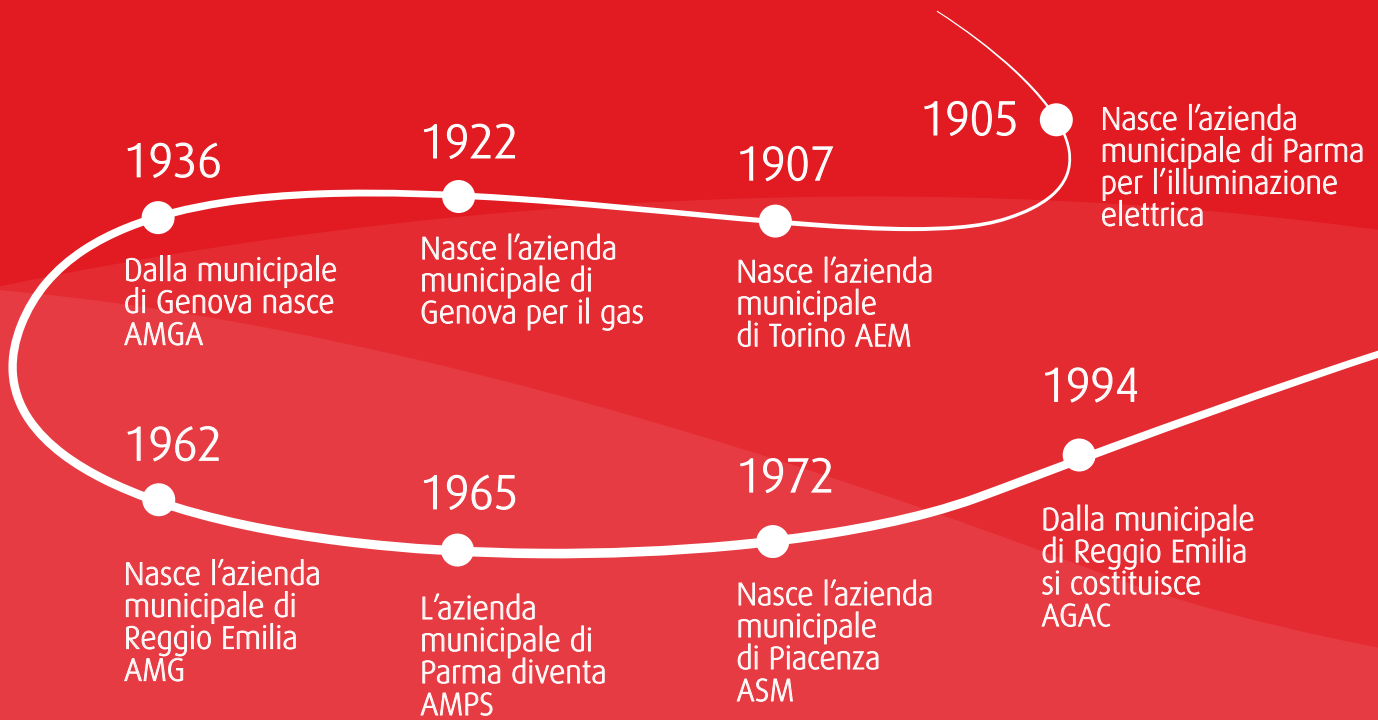 1905
Nasce l'azienda
municipale di Parma
per l'illuminazione
elettrica
1907
Nasce l'azienda
municipale
di Torino AEM
1922
Nasce l'azienda
municipale di
Genova per il gas
1936
Dalla municipale
di Genova nasce
AMGA
1962
Nasce l'azienda
municipale di
Reggio Emilia
AMG
1965
L'azienda
municipale di
Parma diventa
AMPS
1972
Nasce l'azienda
municipale
di Piacenza
ASM
1994
Dalla municipale
di Reggio Emilia
si costituisce
AGAC